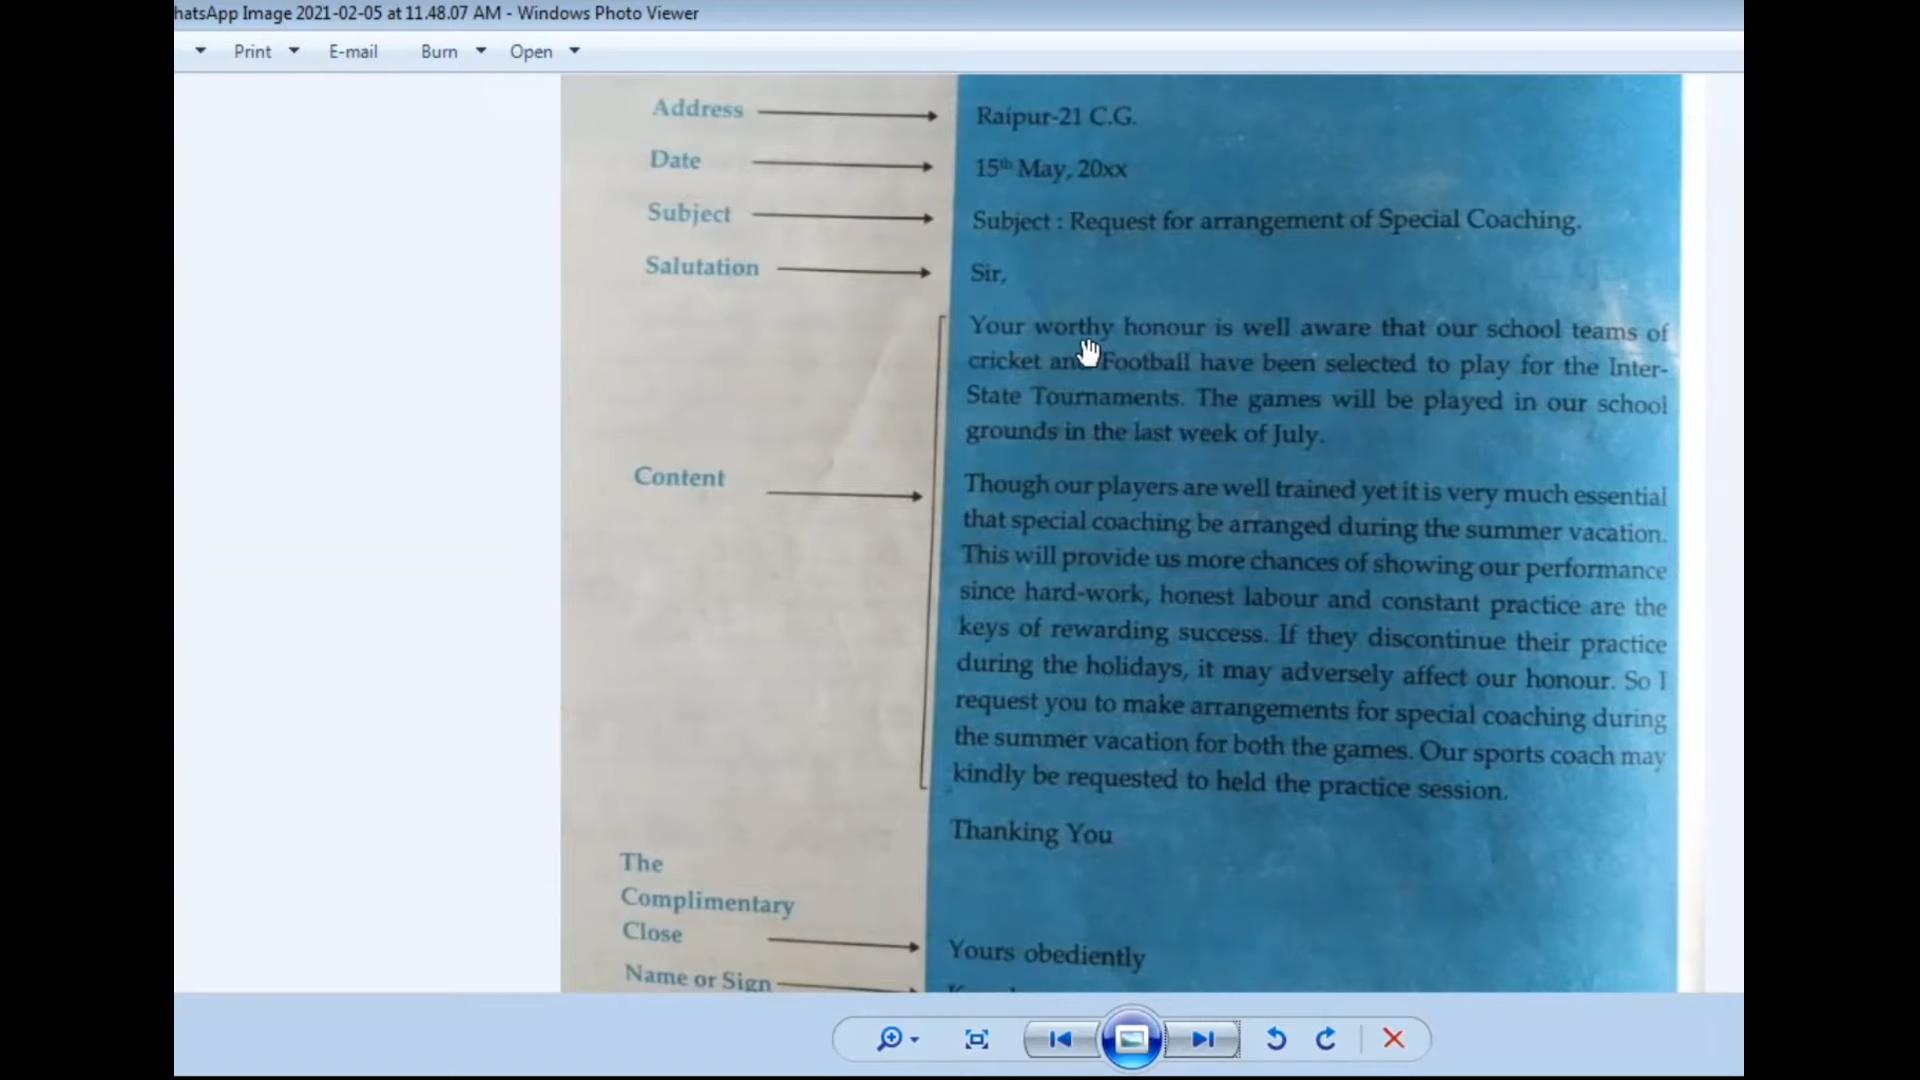 hatsApp Image 2021-02-05 at 11.48.07 AM - Windows Photo Viewer
Print E-mail Burn Open
Address Raipur-21 C.G.
Date 15th May, 20xx
Subject Subject : Request for arrangement of Special Coaching.
Salutation Sir,
Your worthy honour is well aware that our school teams of
cricket and Football have been selected to play for the Inter-
State Tournaments. The games will be played in our school
grounds in the last week of July.
Content
Though our players are well trained yet it is very much essential
that special coaching be arranged during the summer vacation.
This will provide us more chances of showing our performance
since hard-work, honest labour and constant practice are the
keys of rewarding success. If they discontinue their practice
during the holidays, it may adversely affect our honour. So I
request you to make arrangements for special coaching during
the summer vacation for both the games. Our sports coach may
kindly be requested to held the practice session.
Thanking You
The
Complimentary
Close Yours obediently
Name or Sign